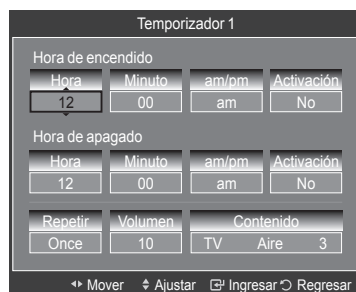 Temporizador 1
Hora de encendido
Hora Minuto am/pm Activación
12 00 am No
Hora de apagado
Hora Minuto am/pm Activación
12 00 am No
Repetir Volumen Contenido
Once 10 TV Aire 3
Mover Ajustar Ingresar Regresar